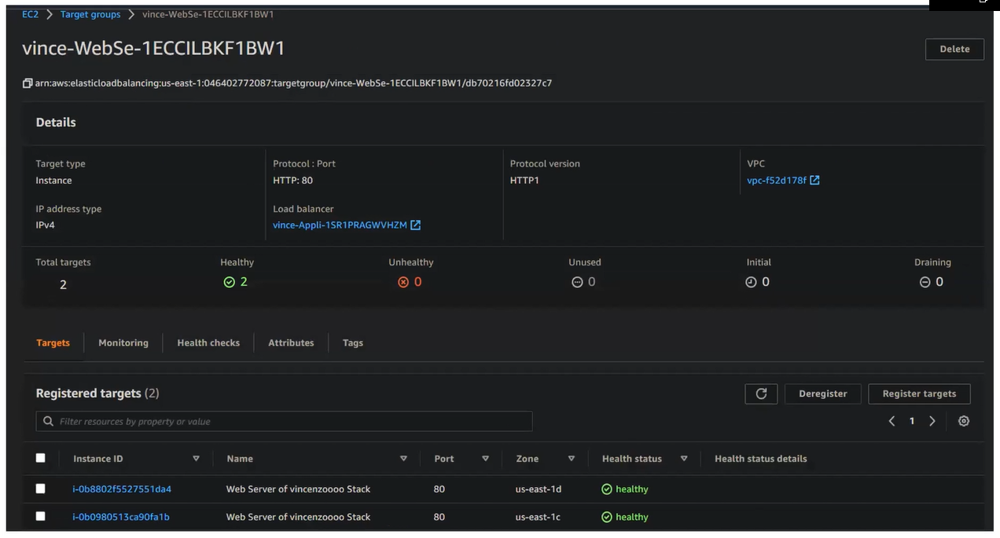 EC2 > Target groups > vince-WebSe-1ECCILBKF1BW1
vince-WebSe-1ECCILBKF1BW1
Delete
arn:aws:elasticloadbalancing:us-east-1:046402772087:targetgroup/vince-WebSe-1ECCILBKF1BW1/db70216fd02327c7
Details
Target type Protocol : Port Protocol version VPC
Instance HTTP: 80 HTTP1 vpc-f52d178f
IP address type Load balancer
IPv4 vince-Appli-1SR1PRAGWVHZM
Total targets Healthy Unhealthy Unused Initial Draining
2 2 0 0 0 0
Targets Monitoring Health checks Attributes Tags
Registered targets (2) Deregister Register targets
Filter resources by property or value 1
Instance ID Name Port Zone Health status Health status details
i-0b8802f5527551da4 Web Server of vincenzoooo Stack 80 us-east-1d healthy
i-0b0980513ca90fa1b Web Server of vincenzoooo Stack 80 us-east-1c healthy